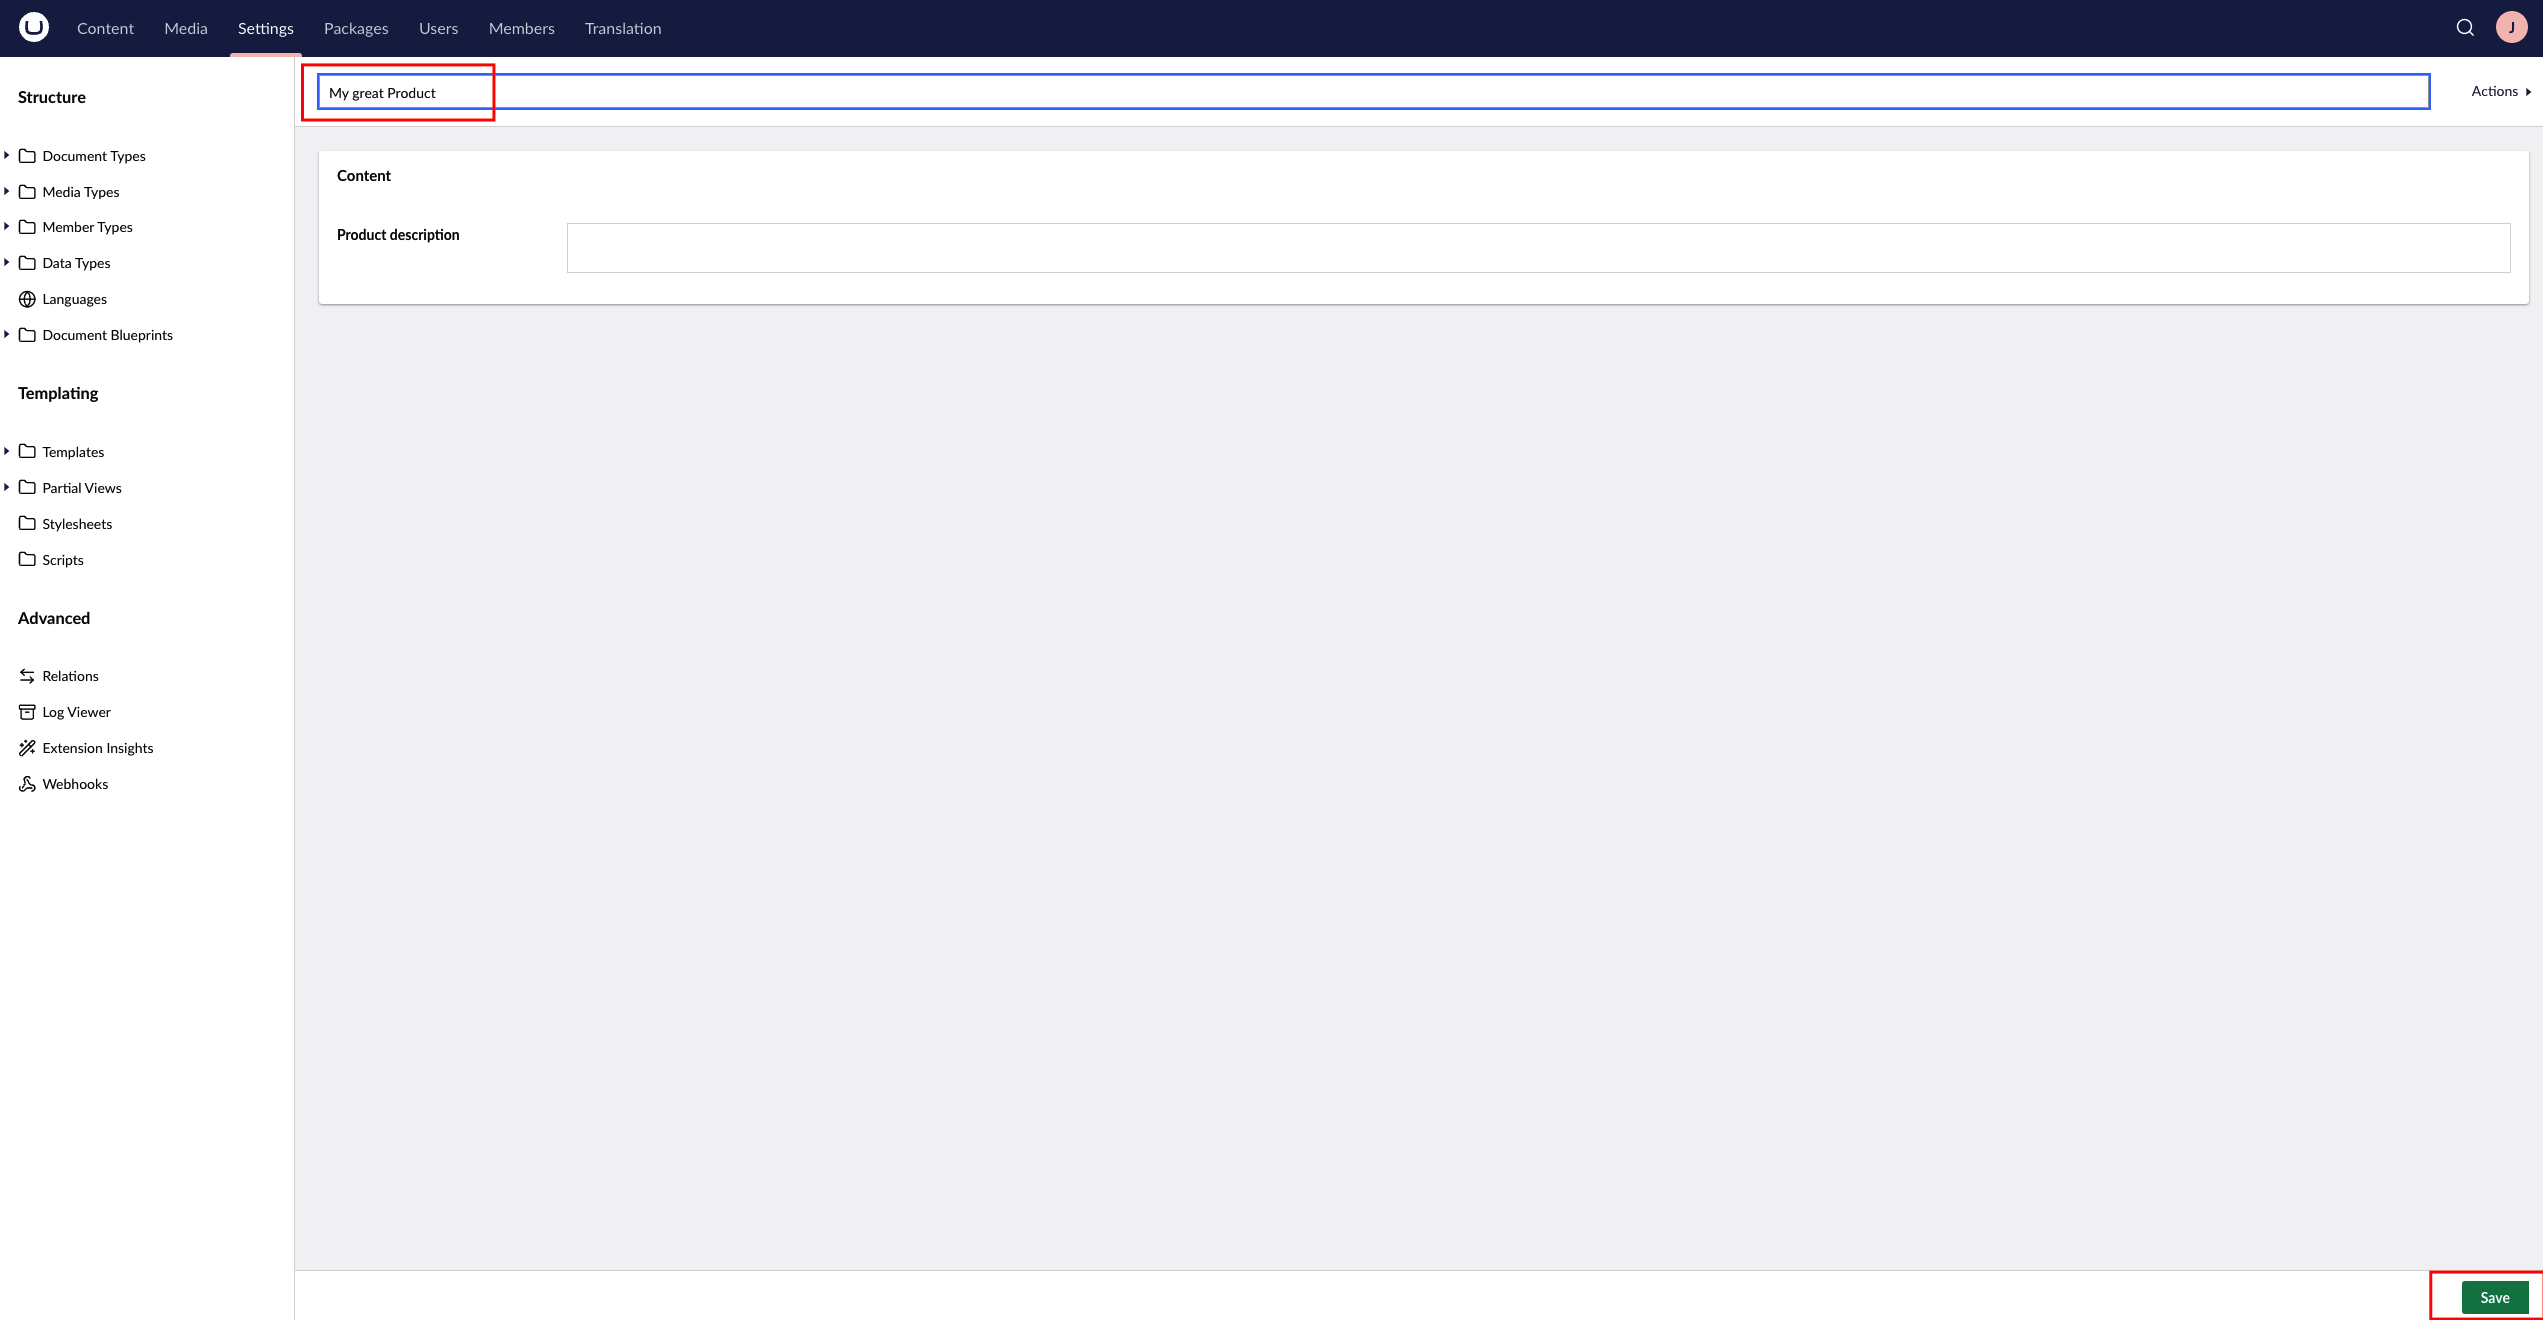 Content Media Settings Packages Users Members Translation J
Structure
Document Types
Media Types
Member Types
Data Types
Languages
Document Blueprints
Templating
Templates
Partial Views
Stylesheets
Scripts
Advanced
Relations
Log Viewer
Extension Insights
Webhooks
My great Product
Actions
Content
Product description
Save